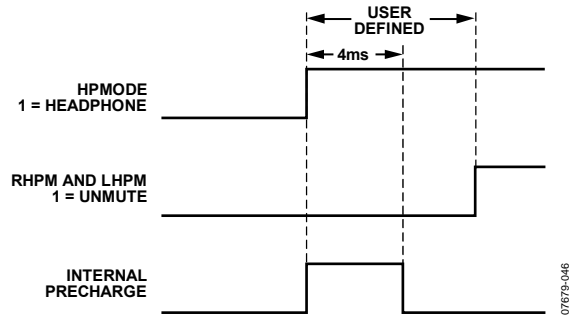 USER
DEFINED
4ms
HPMODE
1 = HEADPHONE
RHPM AND LHPM
1 = UNMUTE
INTERNAL
PRECHARGE
07679-046